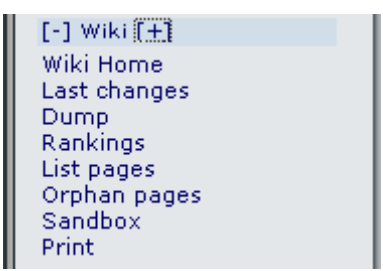 [-] Wiki [+]
Wiki Home
Last changes
Dump
Rankings
List pages
Orphan pages
Sandbox
Print